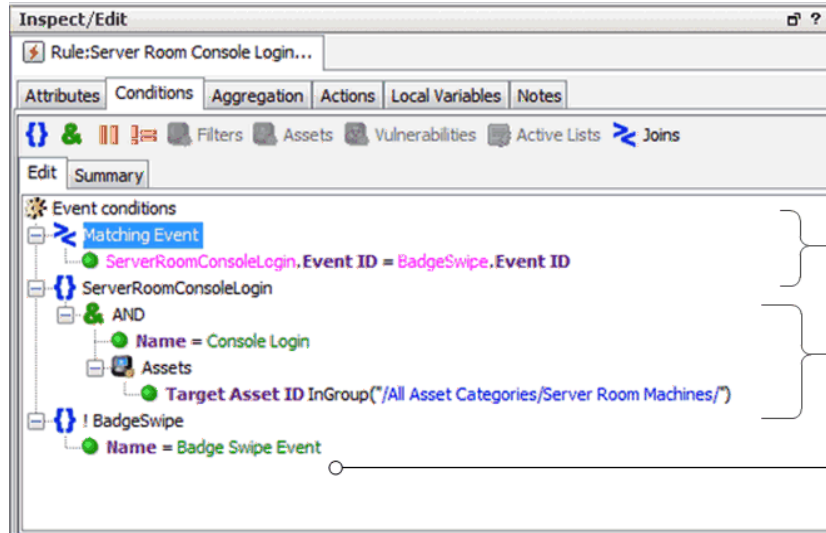 Inspect/Edit ?
Rule:Server Room Console Login...
Attributes Conditions Aggregation Actions Local Variables Notes
{} & Filters Assets Vulnerabilities Active Lists Joins
Edit Summary
Event conditions
Matching Event
ServerRoomConsoleLogin.Event ID = BadgeSwipe.Event ID
{} ServerRoomConsoleLogin
& AND
Name = Console Login
Assets
Target Asset ID InGroup("/All Asset Categories/Server Room Machines/")
{} ! BadgeSwipe
Name = Badge Swipe Event